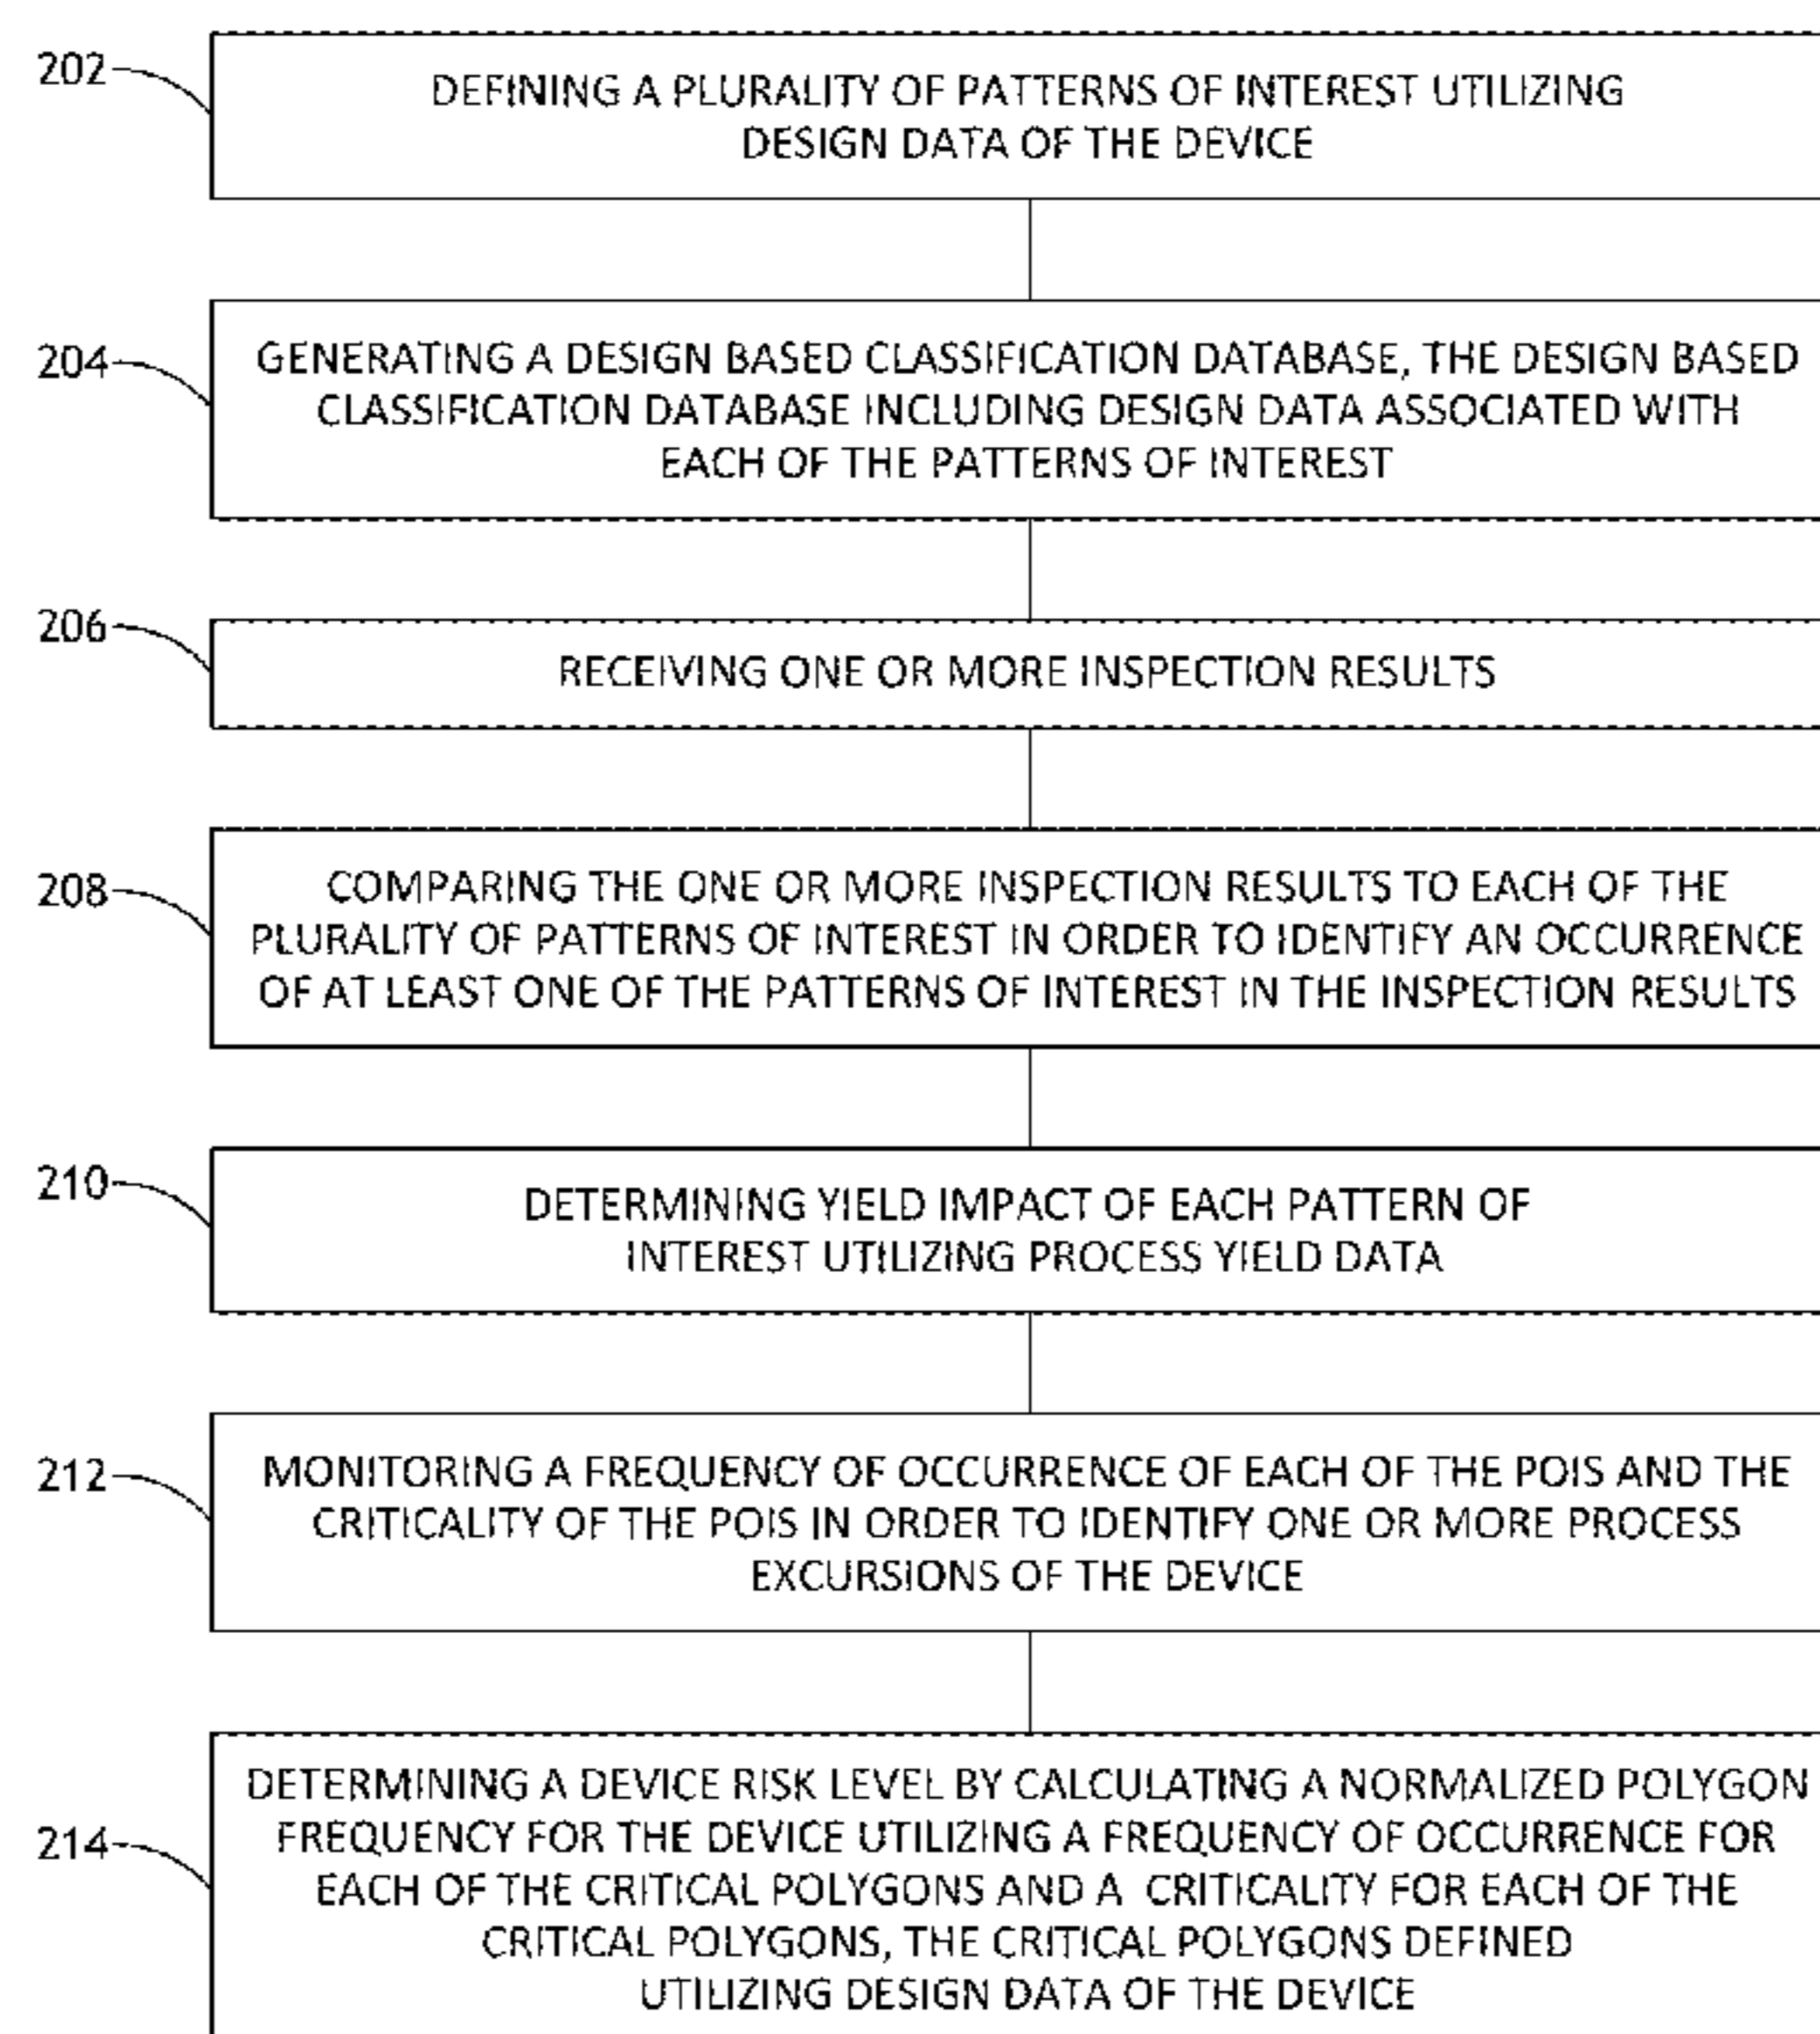 202
DEFINING A PLURALITY OF PATTERNS OF INTEREST UTILIZING
DESIGN DATA OF THE DEVICE
204
GENERATING A DESIGN BASED CLASSIFICATION DATABASE, THE DESIGN BASED
CLASSIFICATION DATABASE INCLUDING DESIGN DATA ASSOCIATED WITH
EACH OF THE PATTERNS OF INTEREST
206
RECEIVING ONE OR MORE INSPECTION RESULTS
208
COMPARING THE ONE OR MORE INSPECTION RESULTS TO EACH OF THE
PLURALITY OF PATTERNS OF INTEREST IN ORDER TO IDENTIFY AN OCCURRENCE
OF AT LEAST ONE OF THE PATTERNS OF INTEREST IN THE INSPECTION RESULTS
210
DETERMINING YIELD IMPACT OF EACH PATTERN OF
INTEREST UTILIZING PROCESS YIELD DATA
212
MONITORING A FREQUENCY OF OCCURRENCE OF EACH OF THE POIS AND THE
CRITICALITY OF THE POIS IN ORDER TO IDENTIFY ONE OR MORE PROCESS
EXCURSIONS OF THE DEVICE
214
DETERMINING A DEVICE RISK LEVEL BY CALCULATING A NORMALIZED POLYGON
FREQUENCY FOR THE DEVICE UTILIZING A FREQUENCY OF OCCURRENCE FOR
EACH OF THE CRITICAL POLYGONS AND A CRITICALITY FOR EACH OF THE
CRITICAL POLYGONS, THE CRITICAL POLYGONS DEFINED
UTILIZING DESIGN DATA OF THE DEVICE